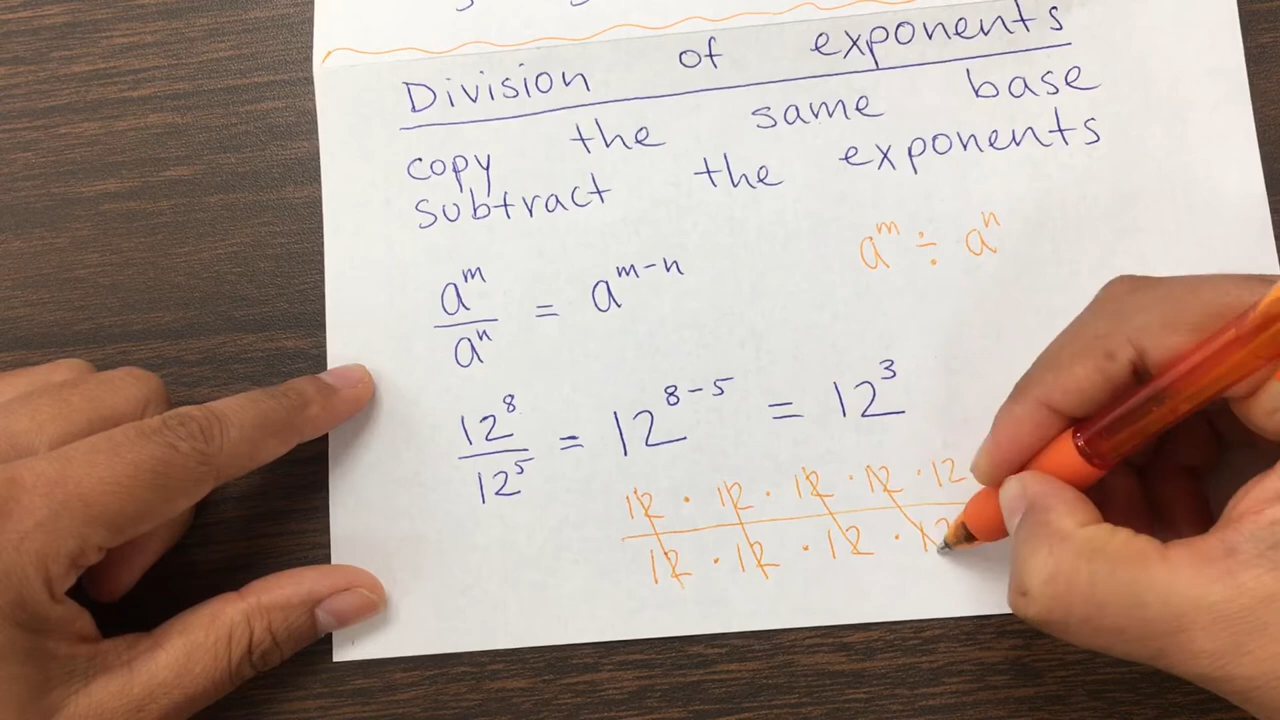 Division of exponents
copy the same base
subtract the exponents
a^m ÷ a^n
a^m/a^n = a^(m-n)
12^8/12^5 = 12^(8-5) = 12^3
12 · 12 · 12 · 12 · 12
12 · 12 · 12 · 12